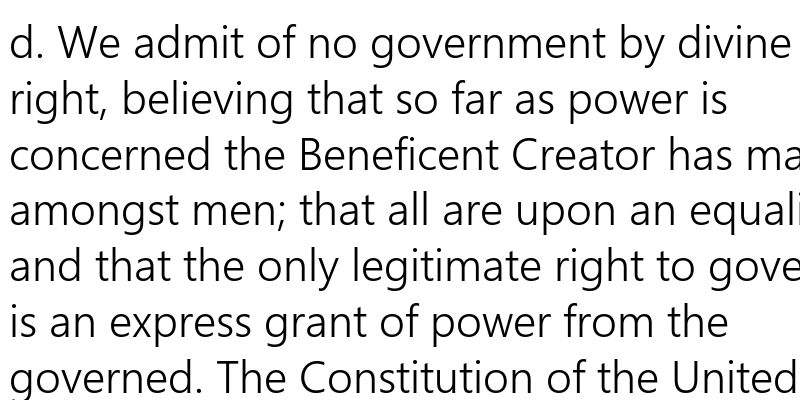 d. We admit of no government by divine
right, believing that so far as power is
concerned the Beneficent Creator has
amongst men; that all are upon an
and that the only legitimate right to
is an express grant of power from the
governed. The Constitution of the United